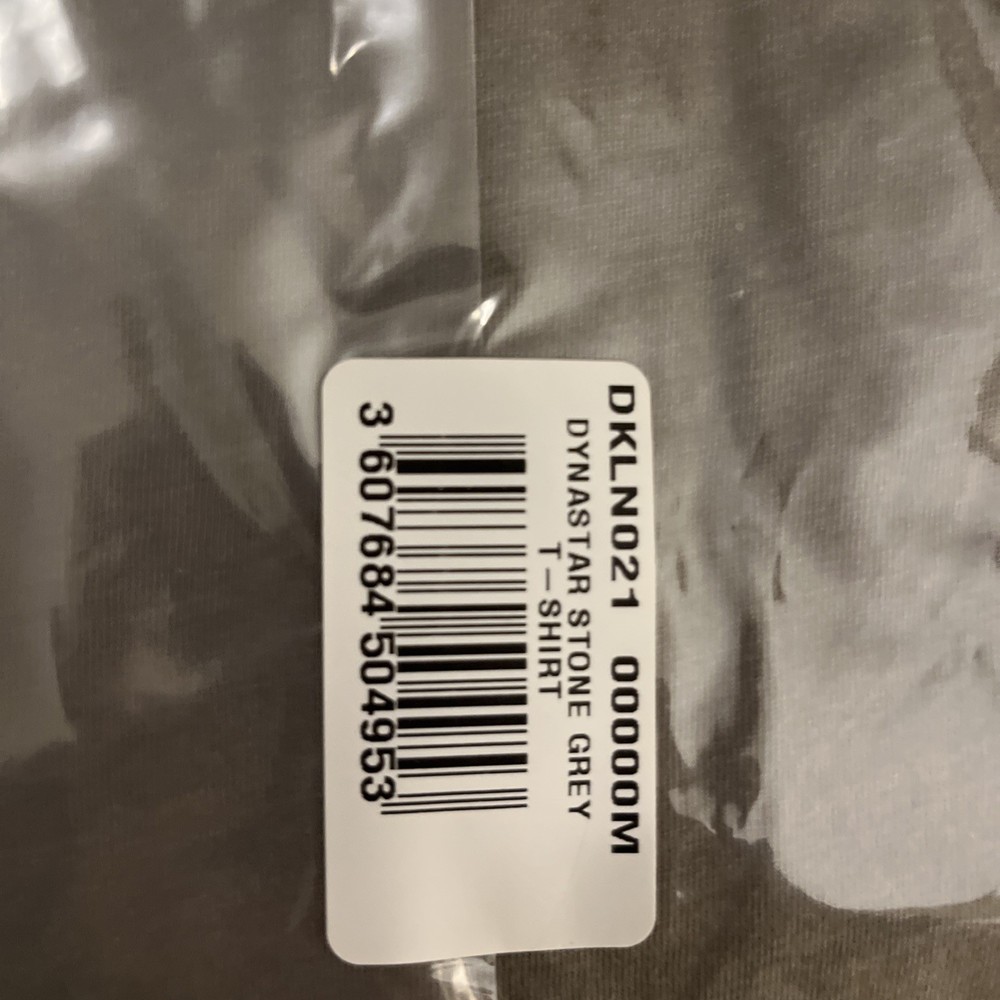 DKLN021 00000M
DYNASTAR STONE GREY
T-SHIRT
3 607684 504953